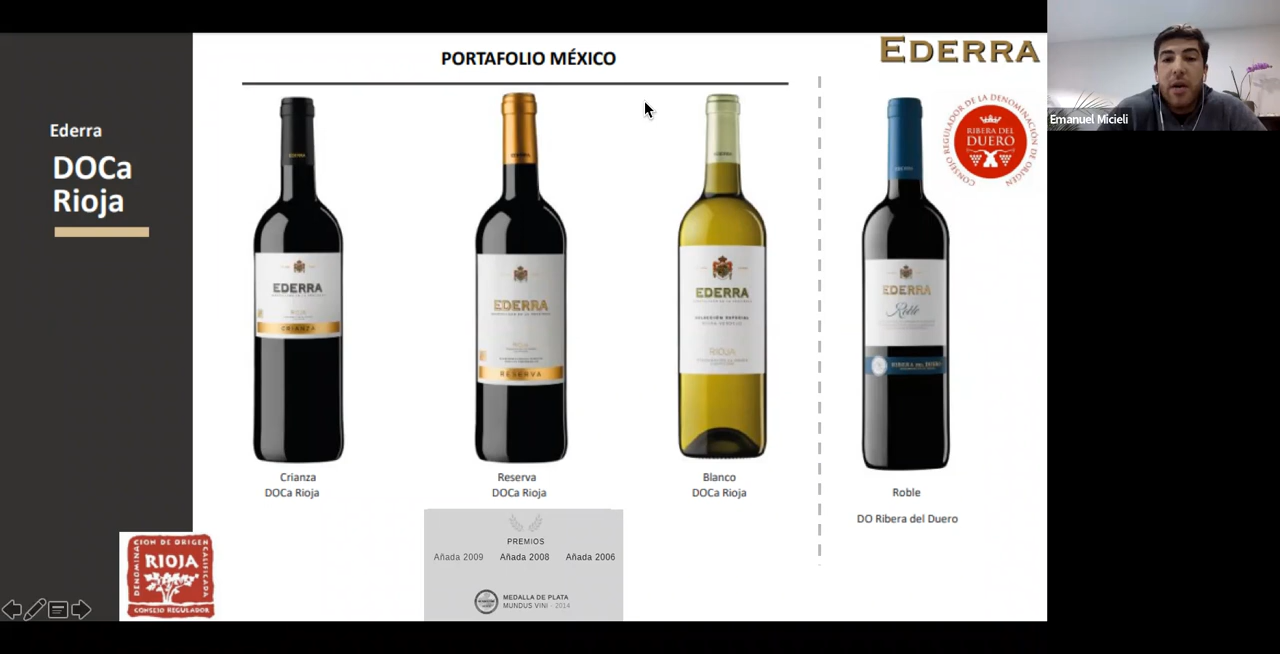 PORTAFOLIO MÉXICO
EDERRA
Emanuel Micieli
Ederra
DOCa
Rioja
CONSEJO REGULADOR DE LA DENOMINACIÓN DE ORIGEN
RIBERA DEL
DUERO
EDERRA
RIOJA
CRIANZA
EDERRA
RIOJA
RESERVA
EDERRA
SELECCIÓN ESPECIAL
RIOJA
EDERRA
Roble
RIBERA DEL DUERO
Crianza
DOCa Rioja
Reserva
DOCa Rioja
Blanco
DOCa Rioja
Roble
DO Ribera del Duero
PREMIOS
Añada 2009
Añada 2008
Añada 2006
MEDALLA DE PLATA
MUNDUS VINI · 2014
DENOMINACION DE ORIGEN CALIFICADA
RIOJA
CONSEJO REGULADOR